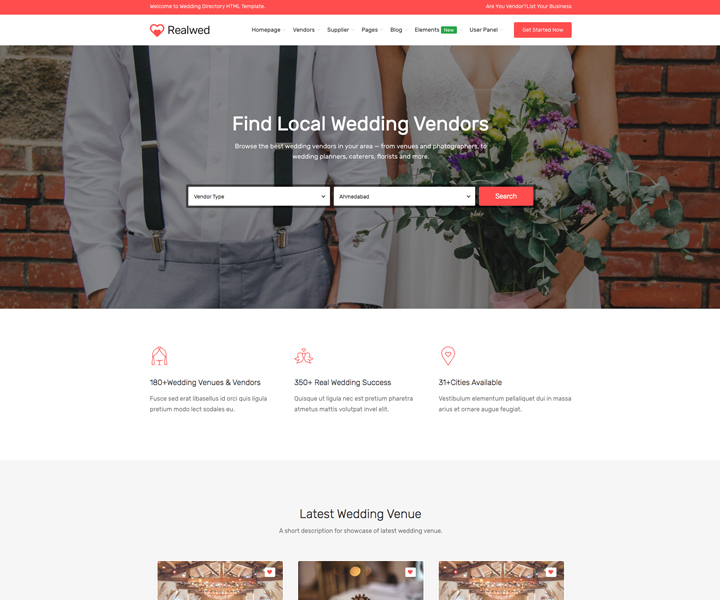 Welcome to Wedding Directory HTML Template.
Are You Vendor?List Your Business
Realwed
Homepage Vendors Supplier Pages Blog Elements New User Panel Get Started Now
Find Local Wedding Vendors
Browse the best wedding vendors in your area — from venues and photographers, to
wedding planners, caterers, florists and more.
Vendor Type
Ahmedabad
Search
180+Wedding Venues & Vendors
Fusce sed erat libasellus id orci quis ligula
pretium modo lect sodales eu.
350+ Real Wedding Success
Quisque ut ligula nec est pretium pharetra
atmetus mattis volutpat invel elit.
31+Cities Available
Vestibulum elementum pellaliquet dui in massa
arius et ornare augue feugiat.
Latest Wedding Venue
A short description for showcase of latest wedding venue.